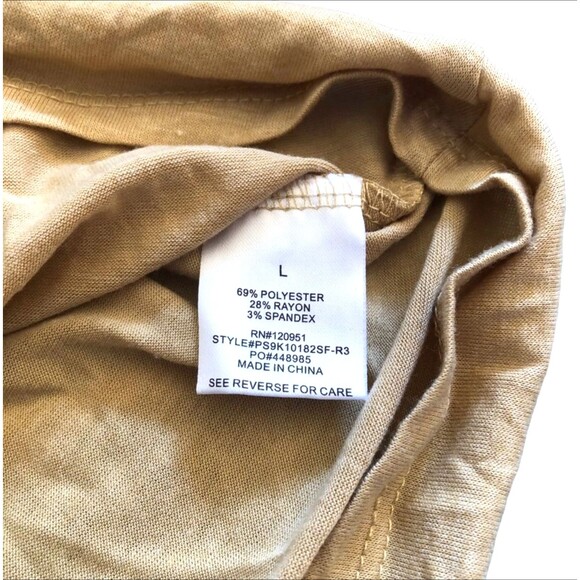 L
69% POLYESTER
28% RAYON
3% SPANDEX
RN#120951
STYLE#PS9K10182SF-R3
PO#448985
MADE IN CHINA
SEE REVERSE FOR CARE